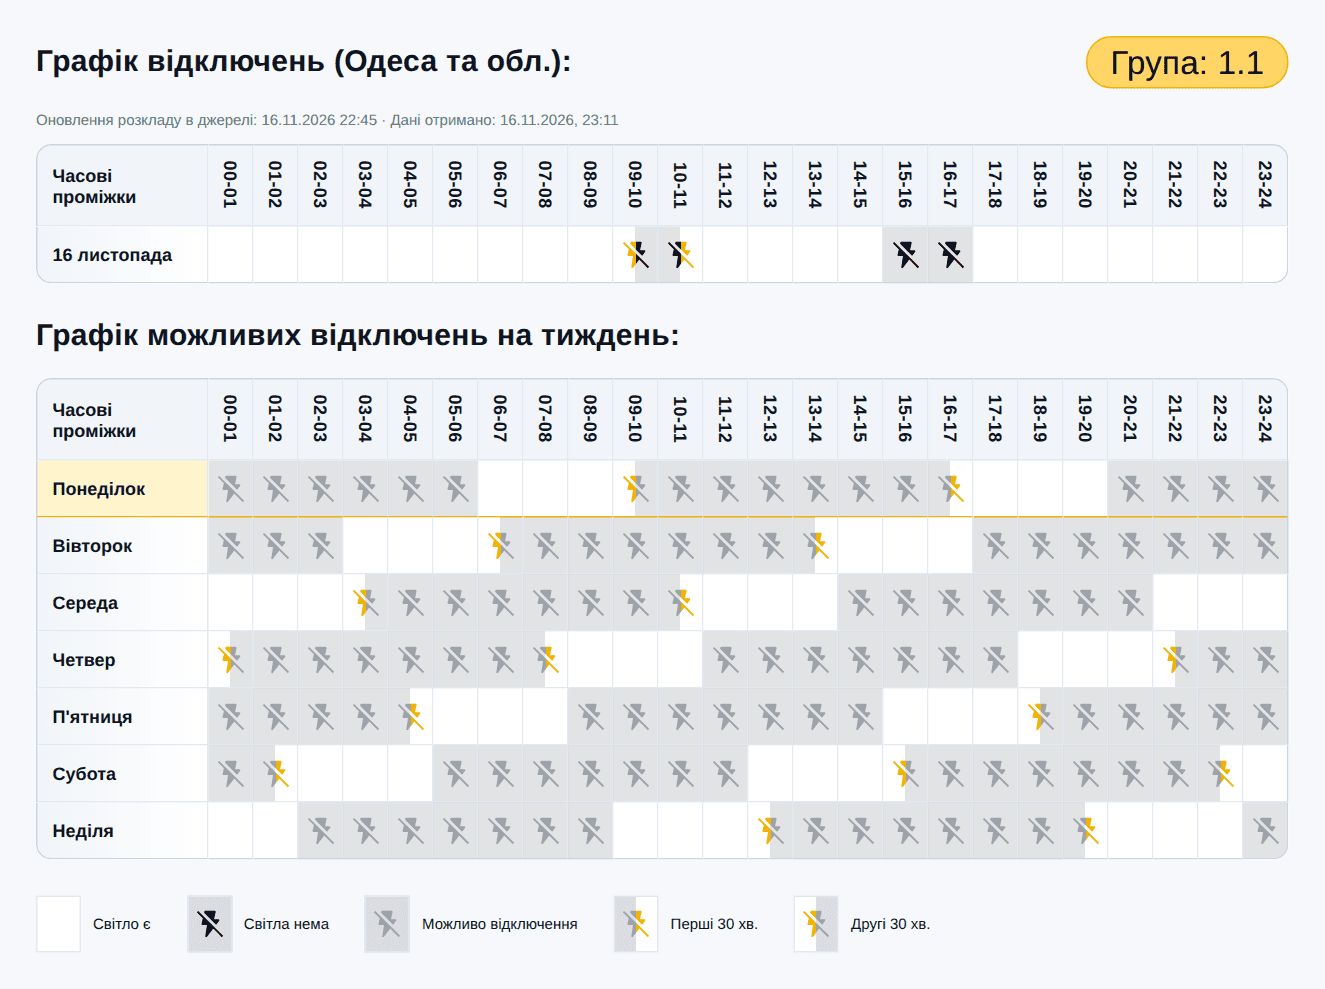 Графік відключень (Одеса та обл.):
Група: 1.1
Оновлення розкладу в джерелі: 16.11.2026 22:45 · Дані отримано: 16.11.2026, 23:11
Часові проміжки 00-01 01-02 02-03 03-04 04-05 05-06 06-07 07-08 08-09 09-10 10-11 11-12 12-13 13-14 14-15 15-16 16-17 17-18 18-19 19-20 20-21 21-22 22-23 23-24
16 листопада
Графік можливих відключень на тиждень:
Часові проміжки 00-01 01-02 02-03 03-04 04-05 05-06 06-07 07-08 08-09 09-10 10-11 11-12 12-13 13-14 14-15 15-16 16-17 17-18 18-19 19-20 20-21 21-22 22-23 23-24
Понеділок
Вівторок
Середа
Четвер
П'ятниця
Субота
Неділя
Світло є Світла нема Можливо відключення Перші 30 хв. Другі 30 хв.